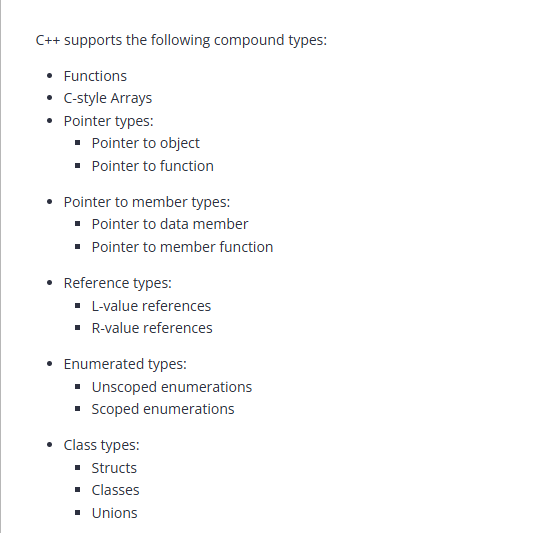 C++ supports the following compound types:
• Functions
• C-style Arrays
• Pointer types:
▪ Pointer to object
▪ Pointer to function
• Pointer to member types:
▪ Pointer to data member
▪ Pointer to member function
• Reference types:
▪ L-value references
▪ R-value references
• Enumerated types:
▪ Unscoped enumerations
▪ Scoped enumerations
• Class types:
▪ Structs
▪ Classes
▪ Unions